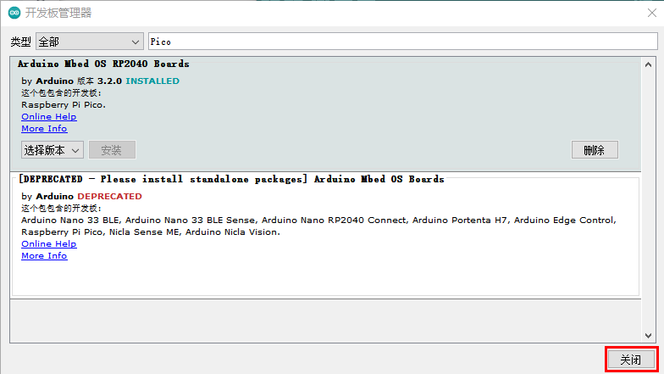 开发板管理器
类型 全部 Pico
Arduino Mbed OS RP2040 Boards
by Arduino 版本 3.2.0 INSTALLED
这个包包含的开发板：
Raspberry Pi Pico.
Online Help
More Info
选择版本 安装 删除
[DEPRECATED - Please install standalone packages] Arduino Mbed OS Boards
by Arduino DEPRECATED
这个包包含的开发板：
Arduino Nano 33 BLE, Arduino Nano 33 BLE Sense, Arduino Nano RP2040 Connect, Arduino Portenta H7, Arduino Edge Control,
Raspberry Pi Pico, Nicla Sense ME, Arduino Nicla Vision.
Online Help
More Info
关闭